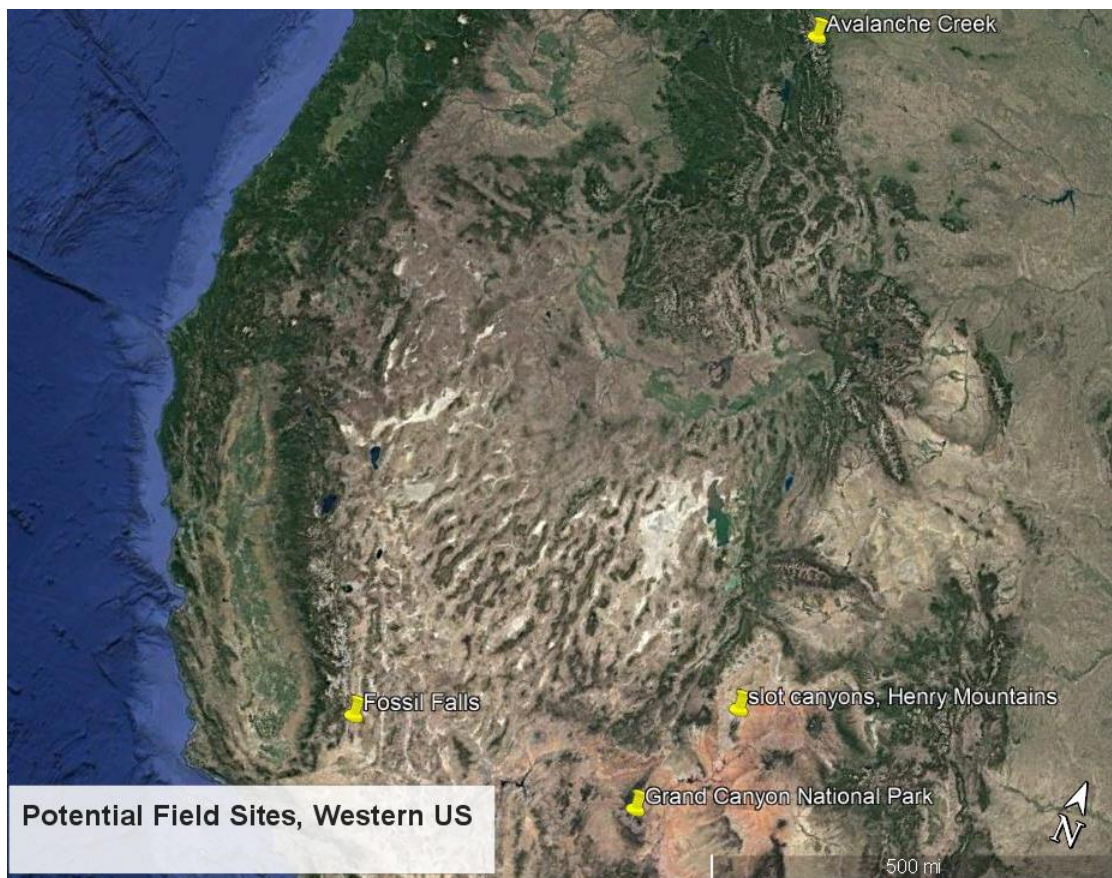 Avalanche Creek
Fossil Falls
slot canyons, Henry Mountains
Grand Canyon National Park
Potential Field Sites, Western US
N
500 mi